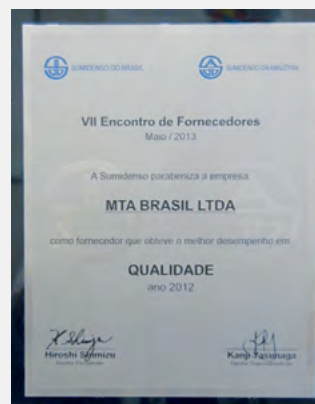 SUMIDENSO DO BRASIL
SUMIDENSO DA AMAZÔNIA
VII Encontro de Fornecedores
Maio / 2013
A Sumidenso parabeniza a empresa
MTA BRASIL LTDA
como fornecedor que obteve o melhor desempenho em
QUALIDADE
ano 2012
Hiroshi Shimizu
Kanji Yasunaga